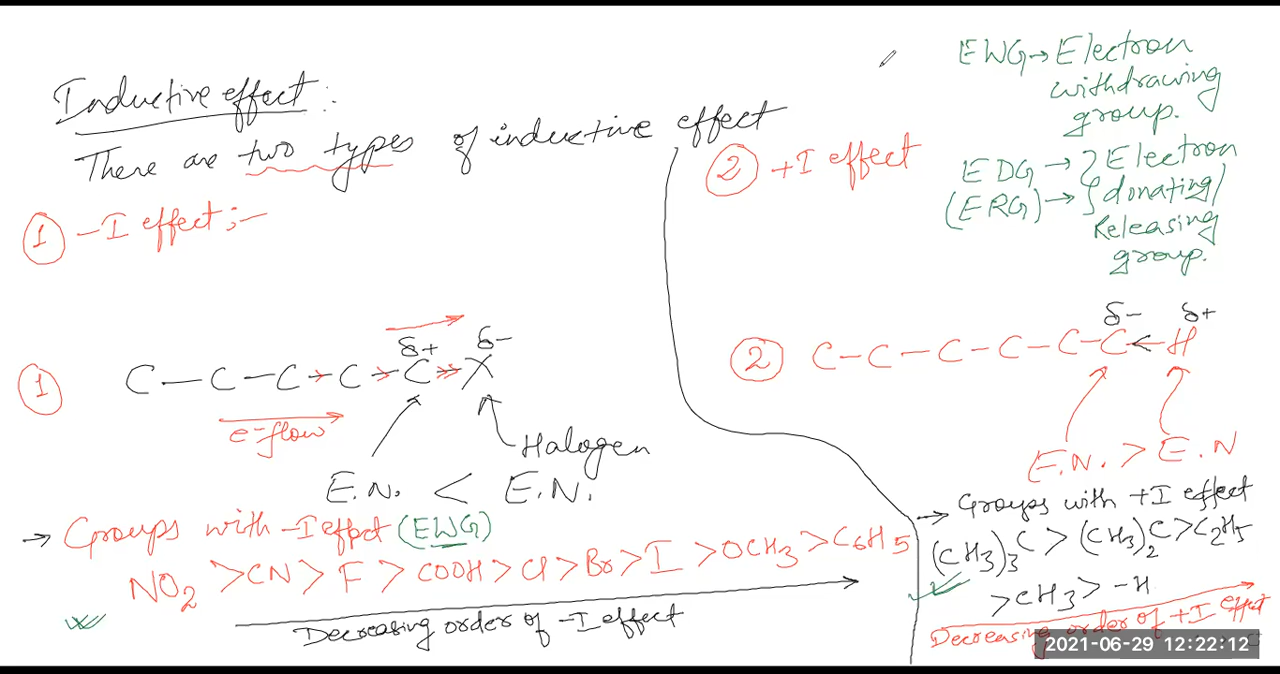 Inductive effect:
There are two types of inductive effect
① -I effect:-
δ+ δ-
① C - C - C → C → C → X
e- flow
Halogen
E.N. < E.N.
→ Groups with -I effect (EWG)
NO2 > CN > F > COOH > Cl > Br > I > OCH3 > C6H5
Decreasing order of -I effect
② +I effect
EWG → Electron
withdrawing
group.
EDG → } Electron
(ERG) → { donating/
Releasing
group.
δ- δ+
② C - C - C - C - C - C < H
E.N. > E.N
→ Groups with +I effect
(CH3)3C > (CH3)2C > C2H5
> CH3 > -H
Decreasing order of +I effect
2021-06-29 12:22:12